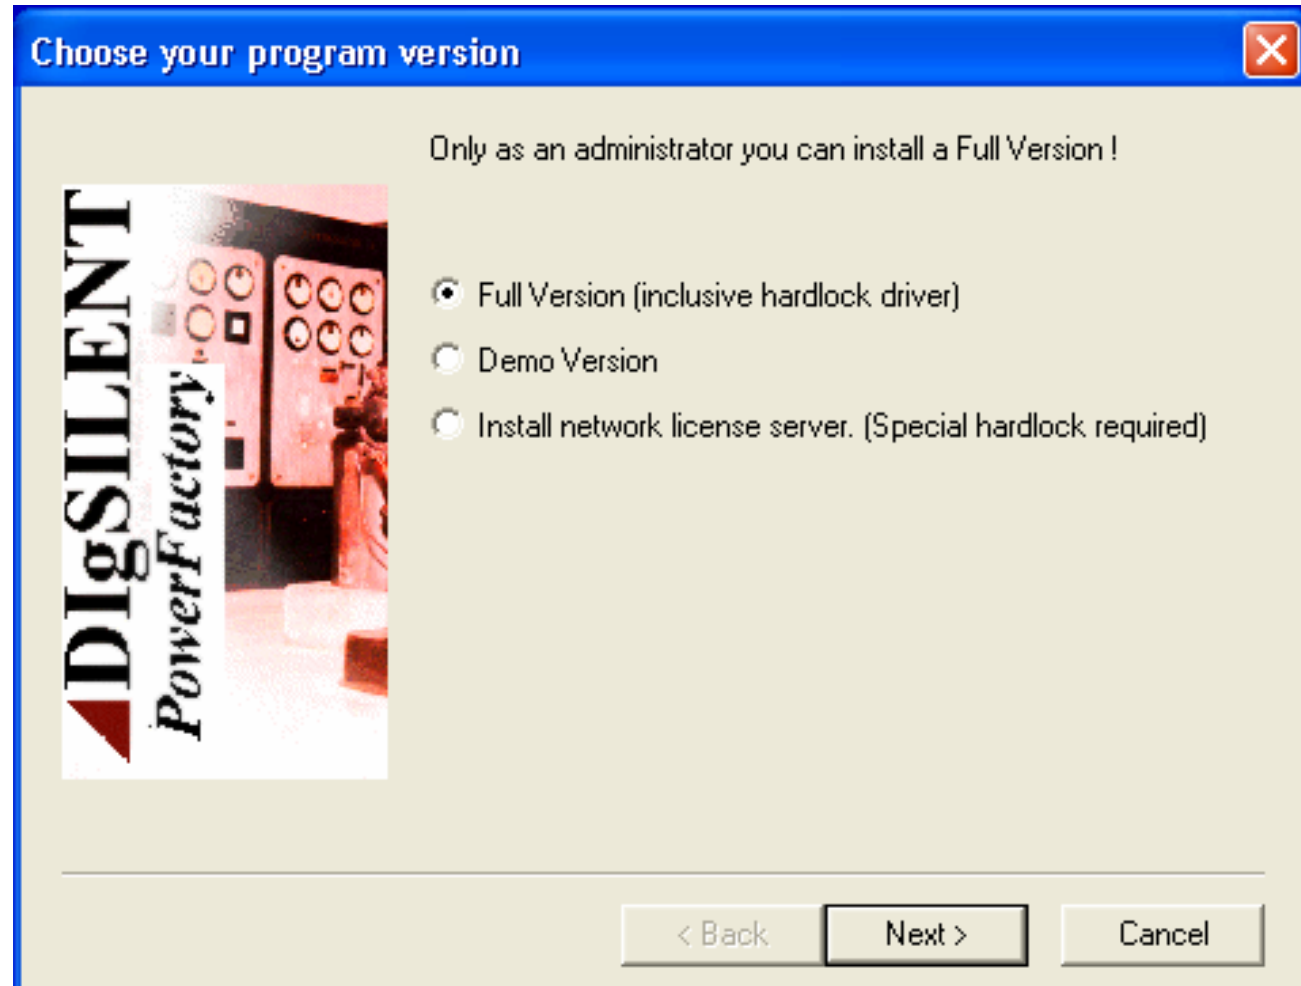 Choose your program version
Only as an administrator you can install a Full Version !
DIgSILENT
PowerFactory
Full Version (inclusive hardlock driver)
Demo Version
Install network license server. (Special hardlock required)
< Back
Next >
Cancel